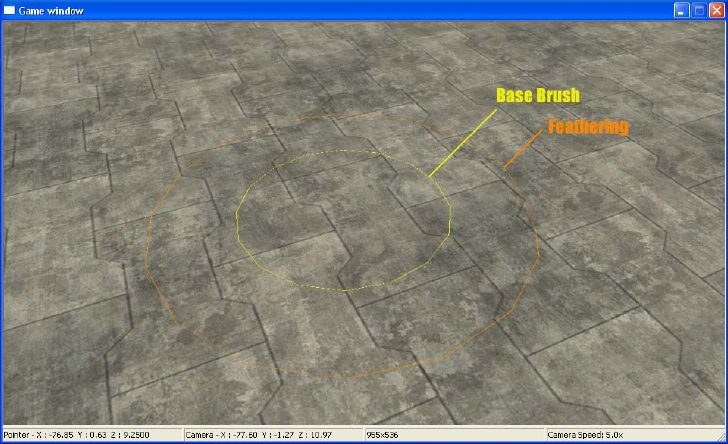 Game window
Base Brush
Feathering
Pointer - X : -76.85 Y : 0.63 Z : 9.2500
Camera - X : -77.60 Y : -1.27 Z : 10.97
955x536
Camera Speed: 5.0x